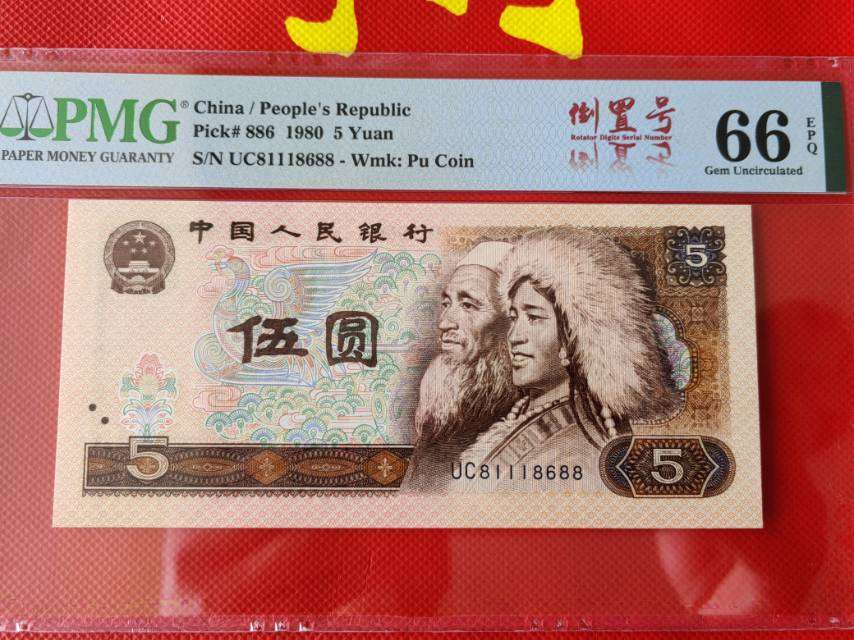 PMG®
PAPER MONEY GUARANTY
China / People's Republic
Pick# 886 1980 5 Yuan
S/N UC81118688 - Wmk: Pu Coin
倒置号
Rotator Digits Serial Number
66
EPQ
Gem Uncirculated
中国人民银行
5
伍圆
5
UC81118688
5